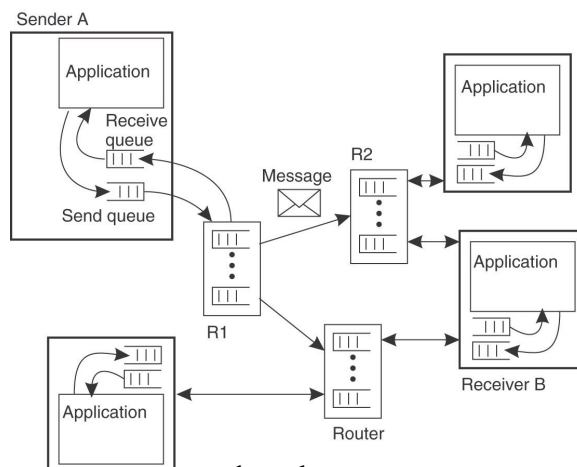 Sender A
Application
Receive
queue
Send queue
Message
R2
Application
R1
Application
Receiver B
Router
Application